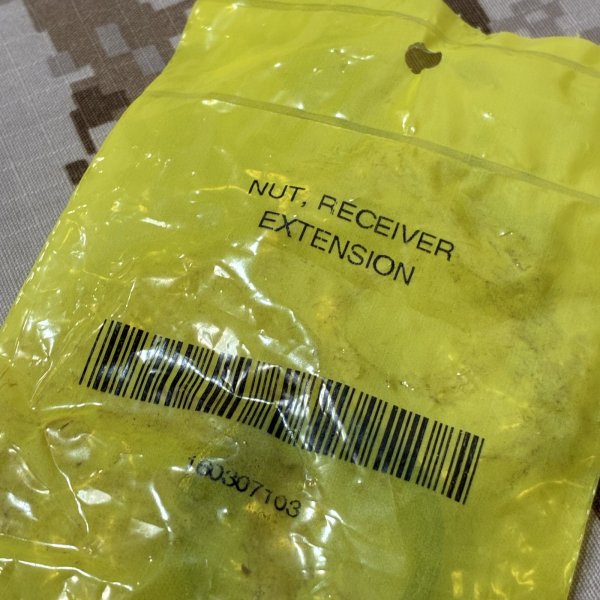 NUT, RECEIVER
EXTENSION
160307103